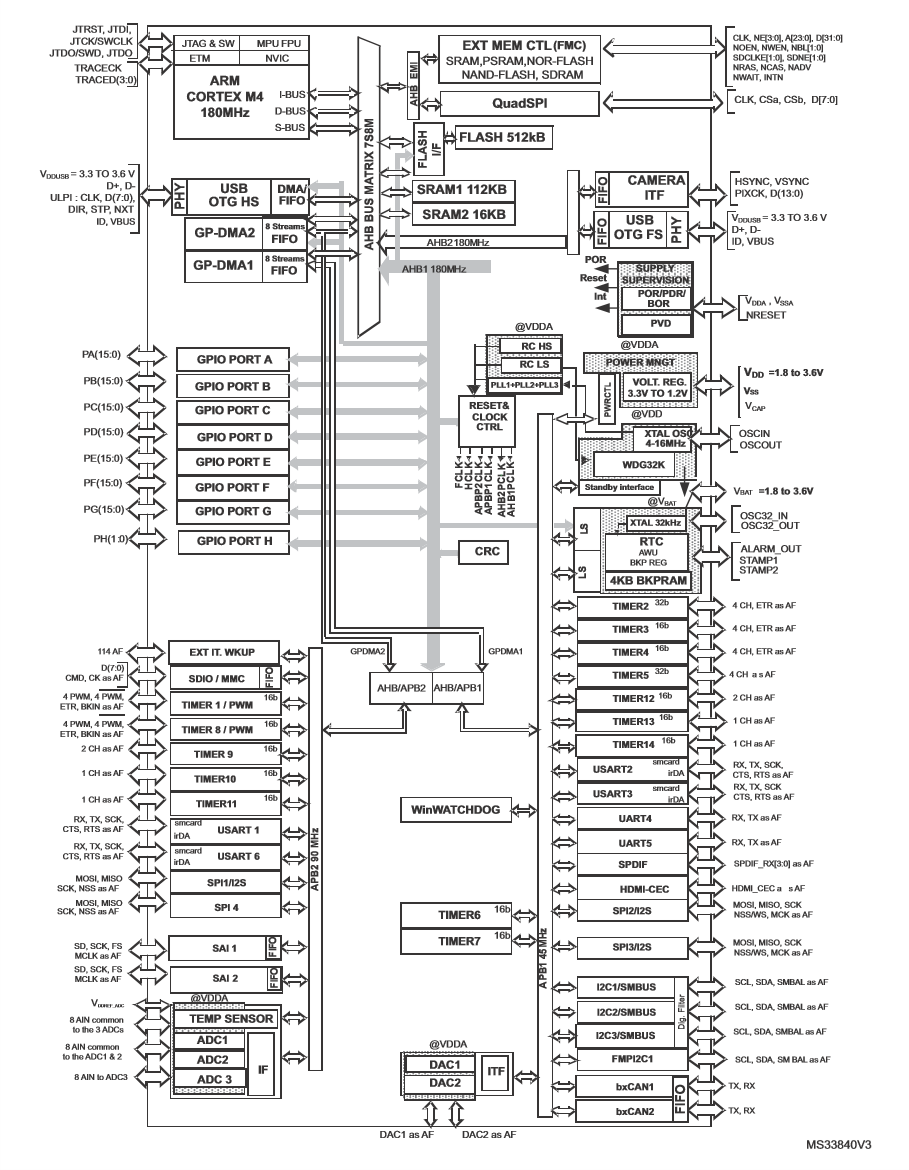 JTRST, JTDI,
JTCK/SWCLK
JTDO/SWD, JTDO
TRACECK
TRACED(3:0)
JTAG & SW
MPU FPU
ETM
NVIC
ARM
CORTEX M4
180MHz
I-BUS
D-BUS
S-BUS
AHB BUS MATRIX 7S8M
AHB EMI
EXT MEM CTL (FMC)
SRAM,PSRAM,NOR-FLASH
NAND-FLASH, SDRAM
CLK, NE[3:0], A[23:0], D[31:0]
NOEN, NWEN, NBL[1:0]
SDCLKE[1:0], SDNE[1:0]
NRAS, NCAS, NADV
NWAIT, INTN
QuadSPI
CLK, CSa, CSb, D[7:0]
FLASH I/F
FLASH 512kB
SRAM1 112KB
SRAM2 16KB
AHB2 180MHz
AHB1 180MHz
VDDUSB = 3.3 TO 3.6 V
D+, D-
ULPI : CLK, D(7:0),
DIR, STP, NXT
ID, VBUS
PHY
USB
OTG HS
DMA/
FIFO
GP-DMA2
8 Streams
FIFO
GP-DMA1
8 Streams
FIFO
FIFO
CAMERA
ITF
HSYNC, VSYNC
PIXCK, D(13:0)
FIFO
USB
OTG FS
PHY
VDDUSB = 3.3 TO 3.6 V
D+, D-
ID, VBUS
POR
Reset
Int
SUPPLY
SUPERVISION
POR/PDR/
BOR
PVD
VDDA , VSSA
NRESET
@VDDA
@VDDA
RC HS
RC LS
PLL1+PLL2+PLL3
POWER MNGT
VOLT. REG.
3.3V TO 1.2V
PWRCTL
VDD =1.8 to 3.6V
VSS
VCAP
@VDD
RESET&
CLOCK
CTRL
FCLK
HCLK
APBP2CLK
APBP1CLK
AHB2PCLK
AHB1PCLK
XTAL OSC
4-16MHz
WDG32K
OSCIN
OSCOUT
Standby interface
@VBAT
VBAT =1.8 to 3.6V
LS
LS
XTAL 32kHz
RTC
AWU
BKP REG
4KB BKPRAM
OSC32_IN
OSC32_OUT
ALARM_OUT
STAMP1
STAMP2
CRC
PA(15:0)
GPIO PORT A
PB(15:0)
GPIO PORT B
PC(15:0)
GPIO PORT C
PD(15:0)
GPIO PORT D
PE(15:0)
GPIO PORT E
PF(15:0)
GPIO PORT F
PG(15:0)
GPIO PORT G
PH(1:0)
GPIO PORT H
GPDMA2
GPDMA1
AHB/APB2
AHB/APB1
114 AF
EXT IT. WKUP
D(7:0)
CMD, CK as AF
SDIO / MMC
FIFO
4 PWM, 4 PWM,
ETR, BKIN as AF
TIMER 1 / PWM
16b
4 PWM, 4 PWM,
ETR, BKIN as AF
TIMER 8 / PWM
16b
2 CH as AF
TIMER 9
16b
1 CH as AF
TIMER10
16b
1 CH as AF
TIMER11
16b
RX, TX, SCK,
CTS, RTS as AF
smcard
irDA
USART 1
RX, TX, SCK,
CTS, RTS as AF
smcard
irDA
USART 6
MOSI, MISO
SCK, NSS as AF
SPI1/I2S
MOSI, MISO
SCK, NSS as AF
SPI 4
SD, SCK, FS
MCLK as AF
SAI 1
FIFO
SD, SCK, FS
MCLK as AF
SAI 2
FIFO
APB2 90 MHz
@VDDA
VDDREF_ADC
8 AIN common
to the 3 ADCs
8 AIN common
to the ADC1 & 2
8 AIN to ADC3
TEMP SENSOR
ADC1
ADC2
ADC 3
IF
WinWATCHDOG
TIMER6
16b
TIMER7
16b
@VDDA
DAC1
DAC2
ITF
DAC1 as AF
DAC2 as AF
APB1 45 MHz
TIMER2
32b
4 CH, ETR as AF
TIMER3
16b
4 CH, ETR as AF
TIMER4
16b
4 CH, ETR as AF
TIMER5
32b
4 CH a s AF
TIMER12
16b
2 CH as AF
TIMER13
16b
1 CH as AF
TIMER14
16b
1 CH as AF
USART2
smcard
irDA
RX, TX, SCK,
CTS, RTS as AF
USART3
smcard
irDA
RX, TX, SCK
CTS, RTS as AF
UART4
RX, TX as AF
UART5
RX, TX as AF
SPDIF
SPDIF_RX[3:0] as AF
HDMI-CEC
HDMI_CEC a s AF
SPI2/I2S
MOSI, MISO, SCK
NSS/WS, MCK as AF
SPI3/I2S
MOSI, MISO, SCK
NSS/WS, MCK as AF
I2C1/SMBUS
SCL, SDA, SMBAL as AF
I2C2/SMBUS
SCL, SDA, SMBAL as AF
I2C3/SMBUS
SCL, SDA, SMBAL as AF
Dig. Filter
FMPI2C1
SCL, SDA, SM BAL as AF
bxCAN1
TX, RX
bxCAN2
TX, RX
FIFO
MS33840V3